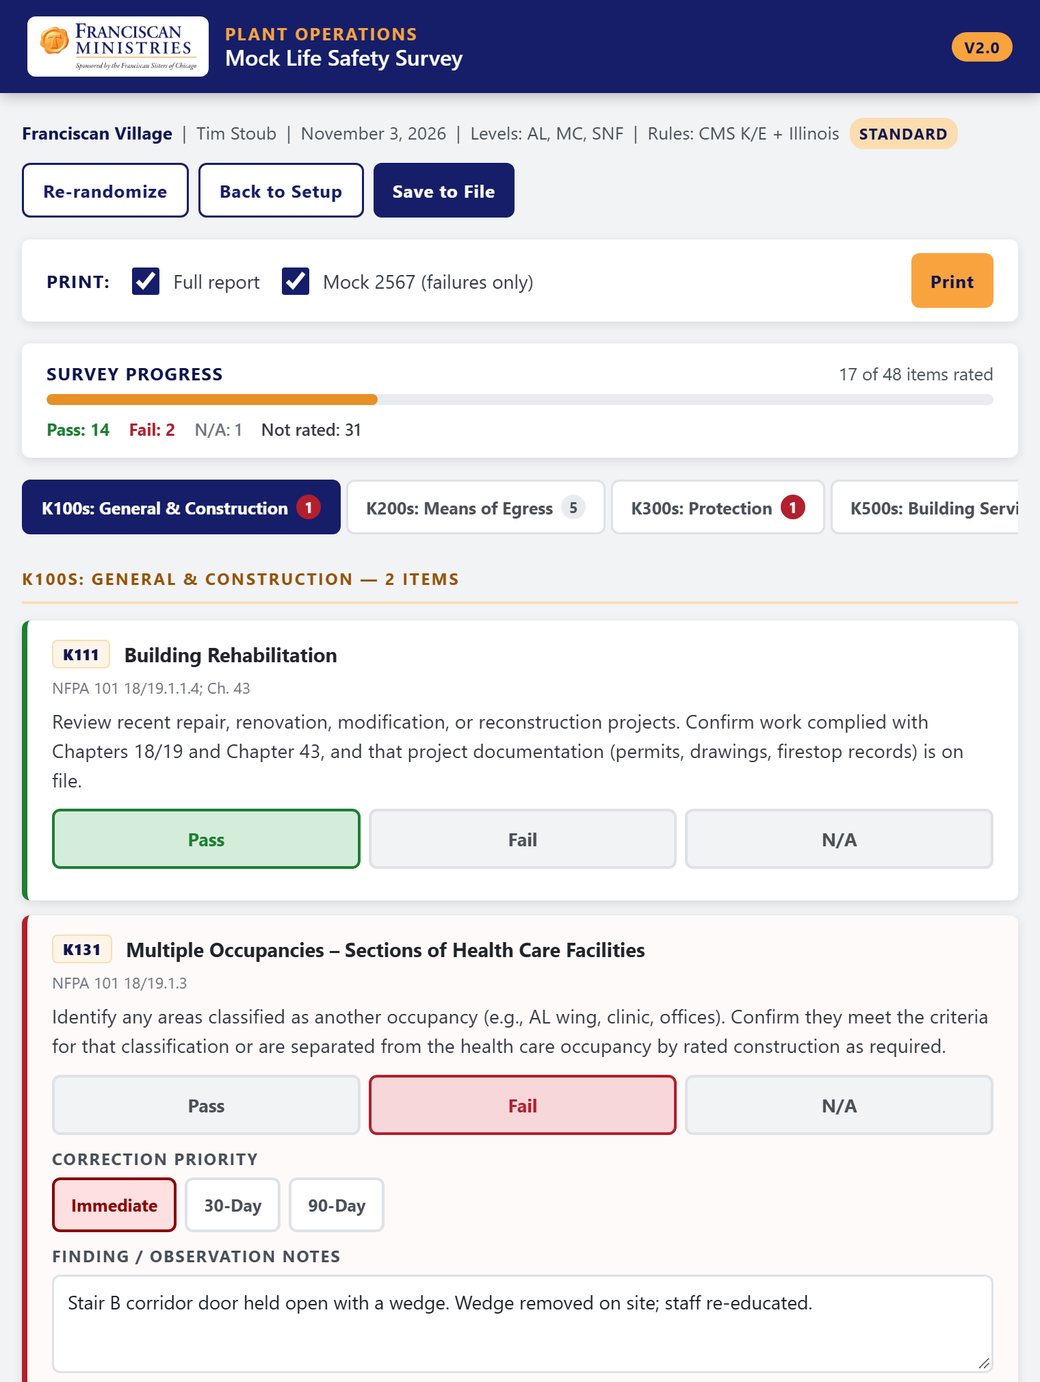 FRANCISCAN
MINISTRIES
Sponsored by the Franciscan Sisters of Chicago
PLANT OPERATIONS
Mock Life Safety Survey
V2.0
Franciscan Village | Tim Stoub | November 3, 2026 | Levels: AL, MC, SNF | Rules: CMS K/E + Illinois STANDARD
Re-randomize Back to Setup Save to File
PRINT: Full report Mock 2567 (failures only) Print
SURVEY PROGRESS 17 of 48 items rated
Pass: 14 Fail: 2 N/A: 1 Not rated: 31
K100s: General & Construction 1 K200s: Means of Egress 5 K300s: Protection 1 K500s: Building Servi
K100S: GENERAL & CONSTRUCTION — 2 ITEMS
K111 Building Rehabilitation
NFPA 101 18/19.1.1.4; Ch. 43
Review recent repair, renovation, modification, or reconstruction projects. Confirm work complied with
Chapters 18/19 and Chapter 43, and that project documentation (permits, drawings, firestop records) is on
file.
Pass Fail N/A
K131 Multiple Occupancies – Sections of Health Care Facilities
NFPA 101 18/19.1.3
Identify any areas classified as another occupancy (e.g., AL wing, clinic, offices). Confirm they meet the criteria
for that classification or are separated from the health care occupancy by rated construction as required.
Pass Fail N/A
CORRECTION PRIORITY
Immediate 30-Day 90-Day
FINDING / OBSERVATION NOTES
Stair B corridor door held open with a wedge. Wedge removed on site; staff re-educated.